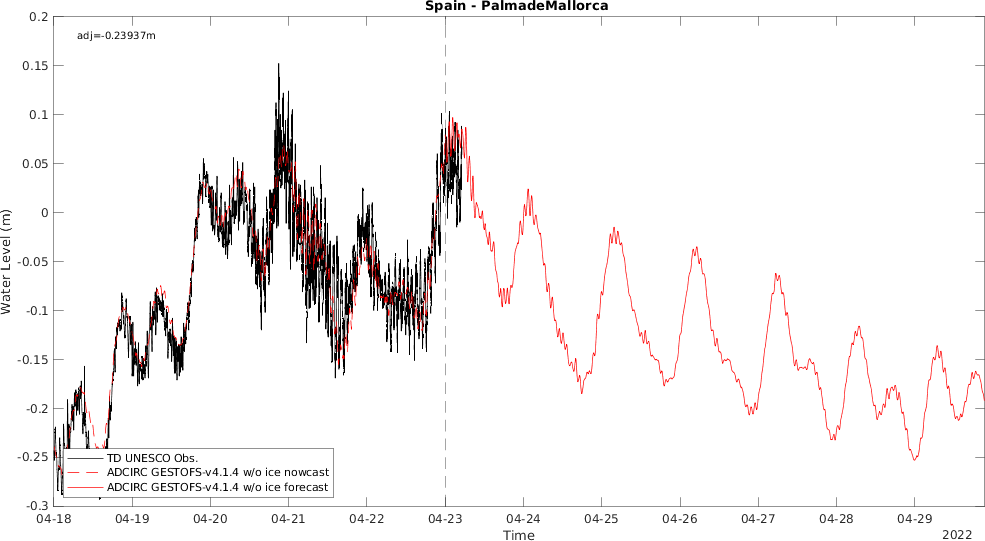 Spain - PalmadeMallorca
adj=-0.23937m
0.2
0.15
0.1
0.05
0
-0.05
-0.1
-0.15
-0.2
-0.25
-0.3
Water Level (m)
TD UNESCO Obs.
ADCIRC GESTOFS-v4.1.4 w/o ice nowcast
ADCIRC GESTOFS-v4.1.4 w/o ice forecast
04-18 04-19 04-20 04-21 04-22 04-23 04-24 04-25 04-26 04-27 04-28 04-29
Time
2022